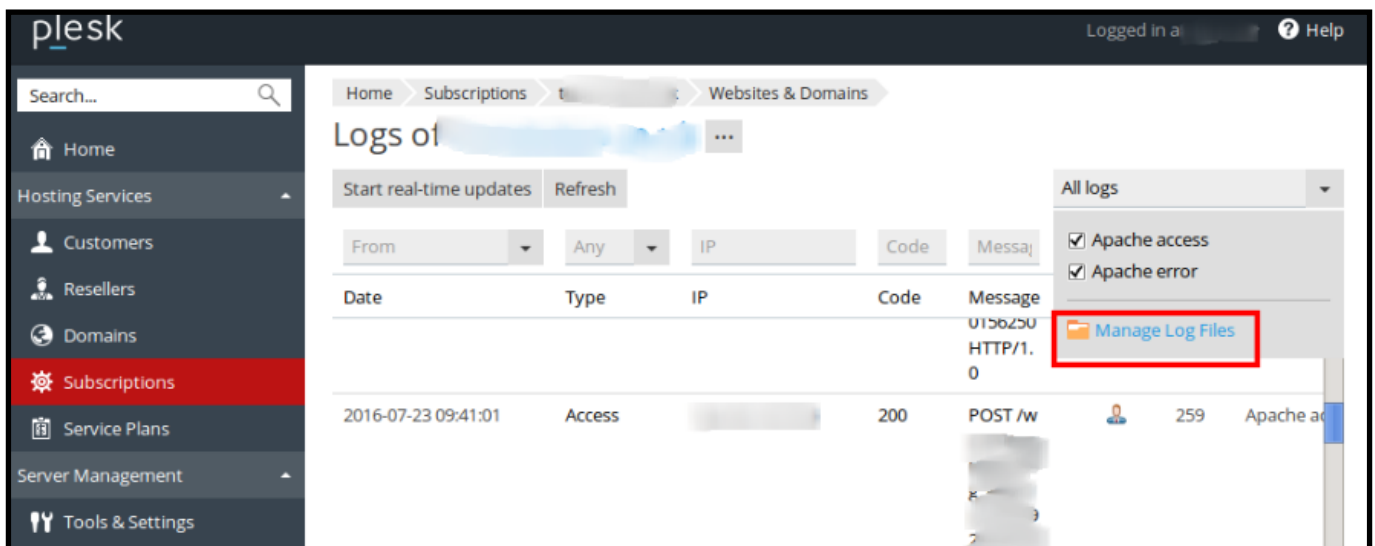 plesk
Logged in a
Help
Search...
Home
Subscriptions
t
Websites & Domains
Logs of
...
Home
Hosting Services
Start real-time updates
Refresh
All logs
Customers
From
Any
IP
Code
Messag
Apache access
Apache error
Resellers
Date
Type
IP
Code
Message
0156250
HTTP/1.
0
Manage Log Files
Domains
Subscriptions
2016-07-23 09:41:01
Access
200
POST /w
259
Apache ac
Service Plans
Server Management
Tools & Settings